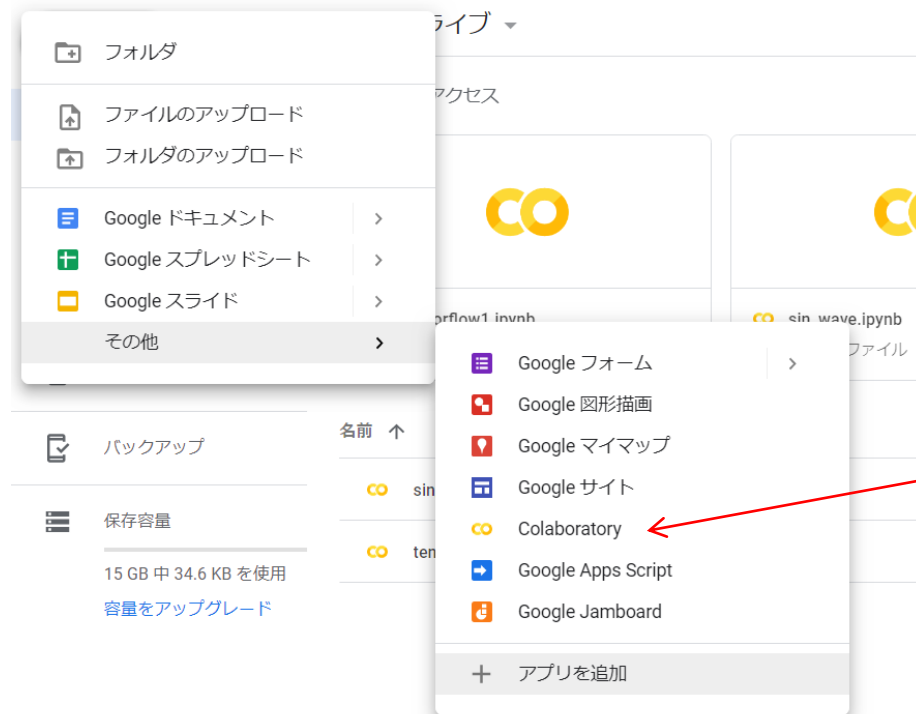 フォルダ
ファイルのアップロード
フォルダのアップロード
Google ドキュメント
Google スプレッドシート
Google スライド
その他
バックアップ
保存容量
15 GB 中 34.6 KB を使用
容量をアップグレード
ライブ
アクセス
orflow1.ipynb
sin_wave.ipynb
ファイル
名前
sin
ten
Google フォーム
Google 図形描画
Google マイマップ
Google サイト
Colaboratory
Google Apps Script
Google Jamboard
アプリを追加